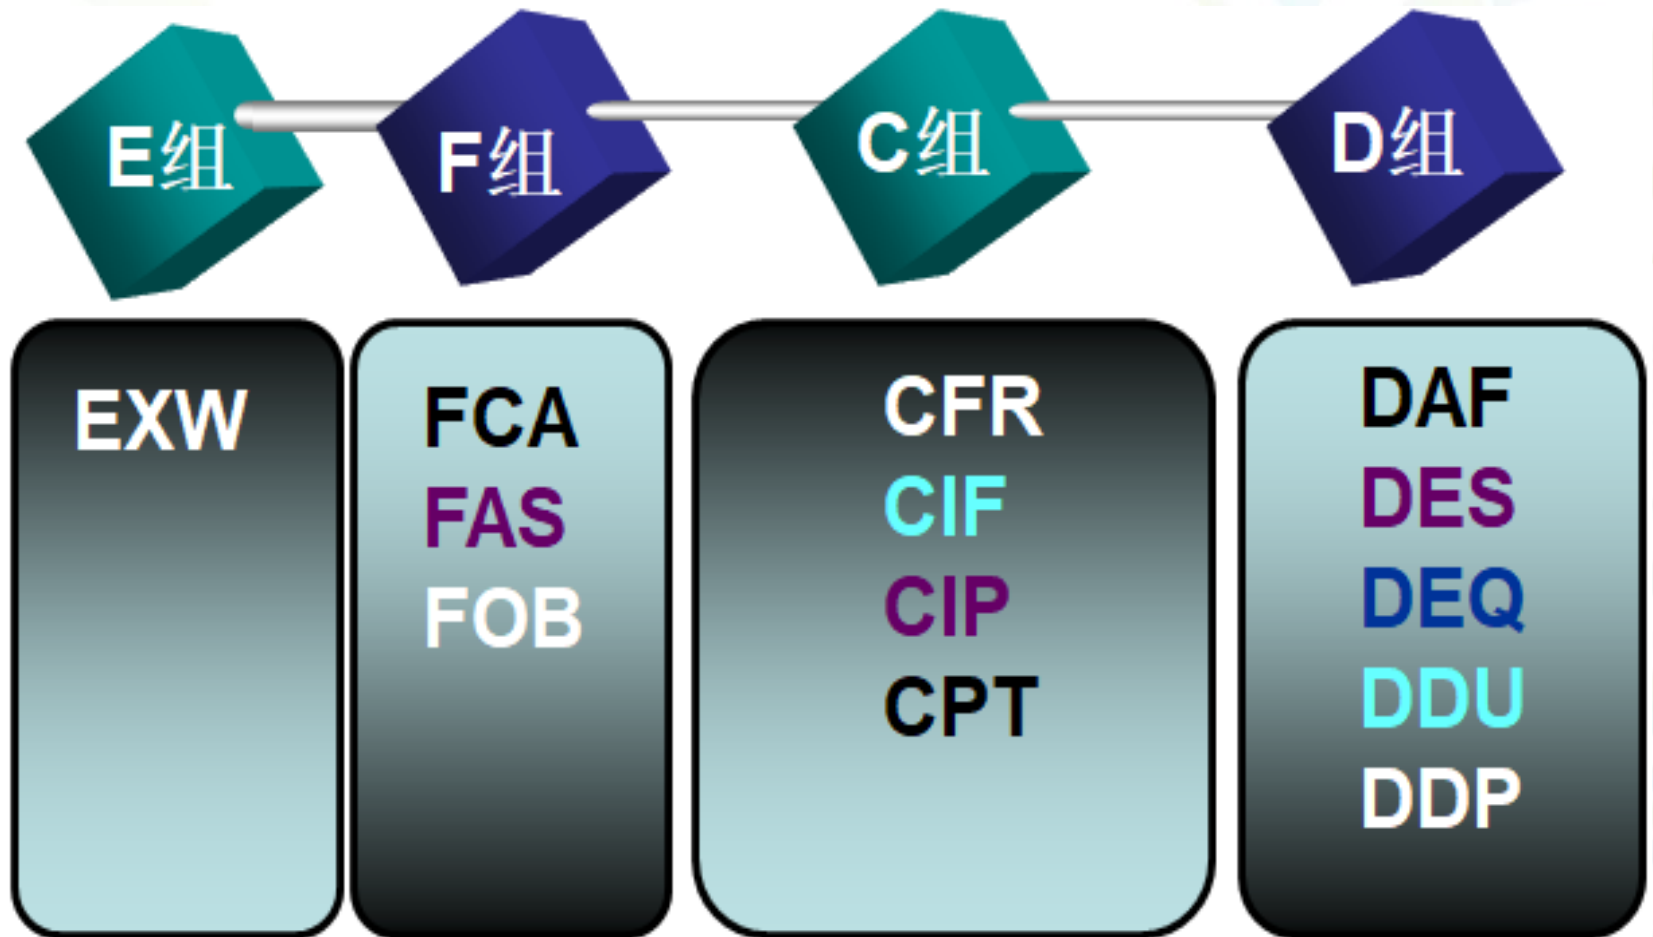 E组
F组
C组
D组
EXW
FCA
FAS
FOB
CFR
CIF
CIP
CPT
DAF
DES
DEQ
DDU
DDP